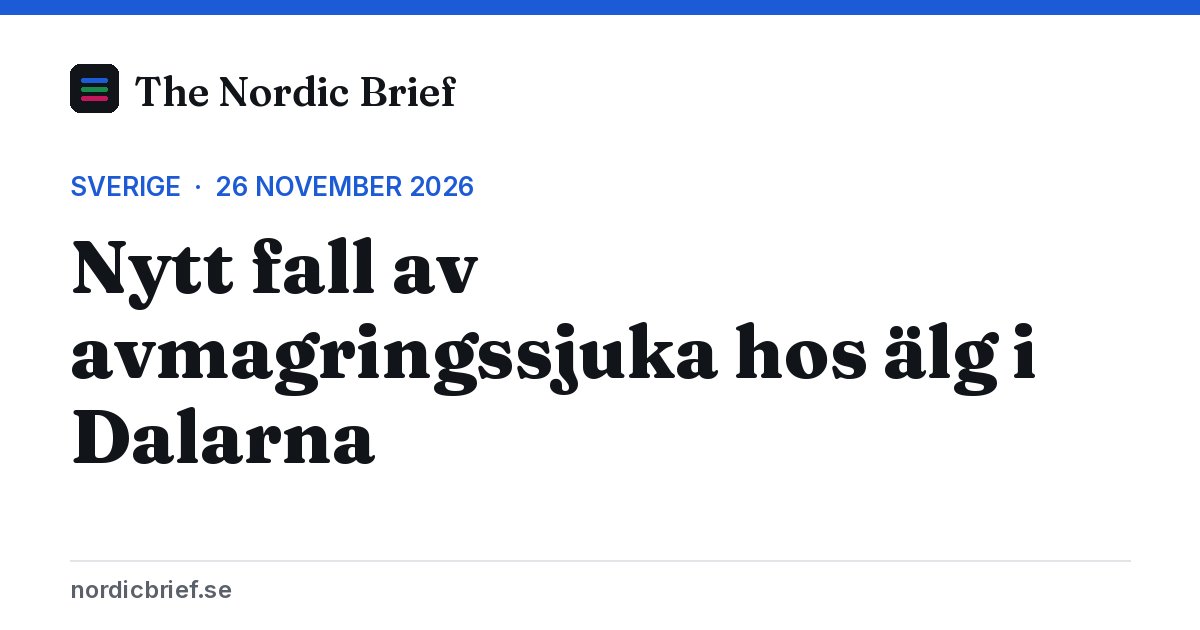 The Nordic Brief
SVERIGE · 26 NOVEMBER 2026
Nytt fall av
avmagringssjuka hos älg i
Dalarna
nordicbrief.se